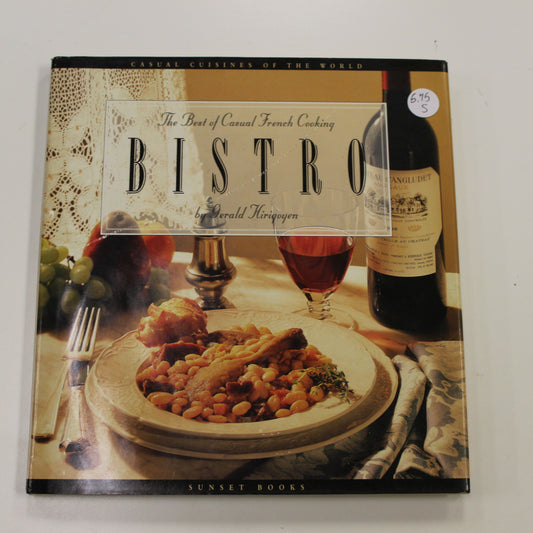 CASUAL CUISINES OF THE WORLD
The Best of Casual French Cooking
BISTRO
by Gerald Hirigoyen
5.75
S
SUNSET BOOKS